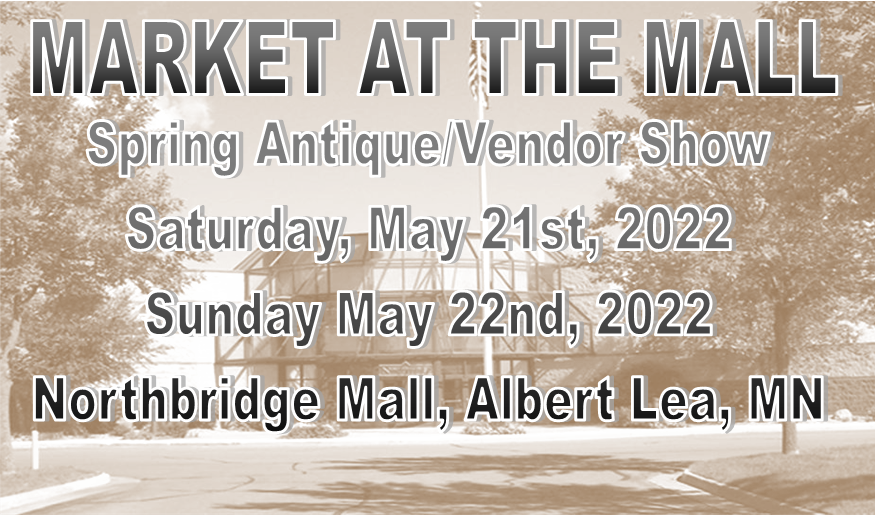 MARKET AT THE MALL
Spring Antique/Vendor Show
Saturday, May 21st, 2022
Sunday May 22nd, 2022
Northbridge Mall, Albert Lea, MN